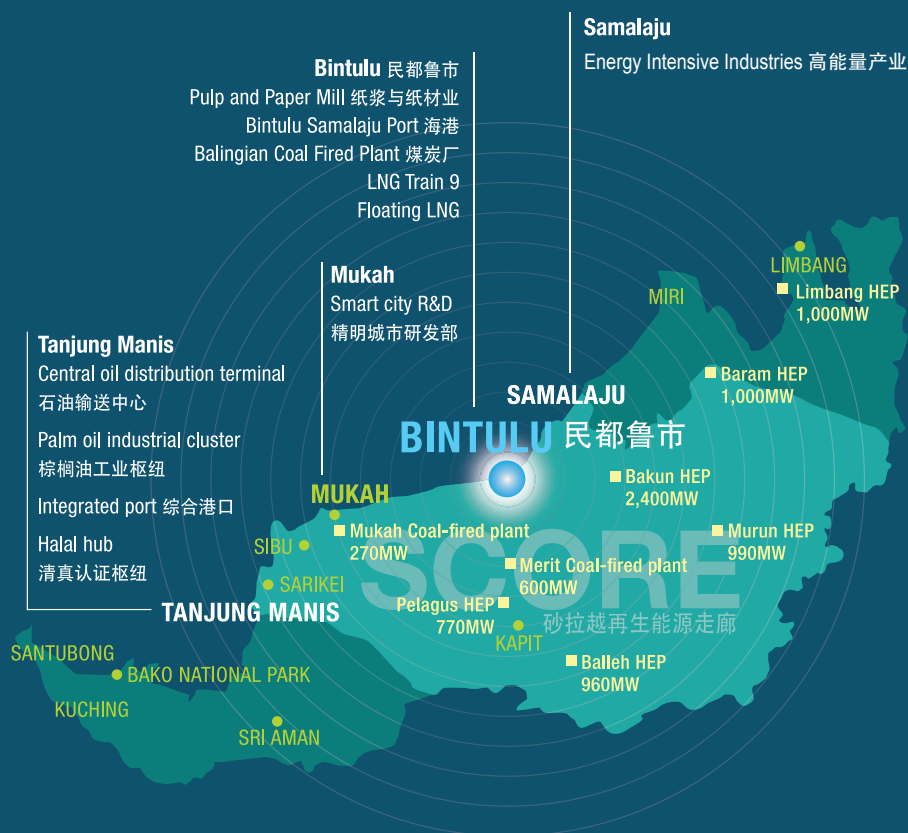 Samalaju
Energy Intensive Industries 高能量产业
Bintulu 民都鲁市
Pulp and Paper Mill 纸浆与纸材业
Bintulu Samalaju Port 海港
Balingian Coal Fired Plant 煤炭厂
LNG Train 9
Floating LNG
Mukah
Smart city R&D
精明城市研发部
Tanjung Manis
Central oil distribution terminal
石油输送中心
Palm oil industrial cluster
棕榈油工业枢纽
Integrated port 综合港口
Halal hub
清真认证枢纽
LIMBANG
Limbang HEP
1,000MW
MIRI
Baram HEP
1,000MW
SAMALAJU
BINTULU 民都鲁市
Bakun HEP
2,400MW
MUKAH
Mukah Coal-fired plant
270MW
Murun HEP
990MW
SIBU
SCORE
砂拉越再生能源走廊
Merit Coal-fired plant
600MW
SARIKEI
Pelagus HEP
770MW
TANJUNG MANIS
KAPIT
Balleh HEP
960MW
SANTUBONG
BAKO NATIONAL PARK
KUCHING
SRI AMAN